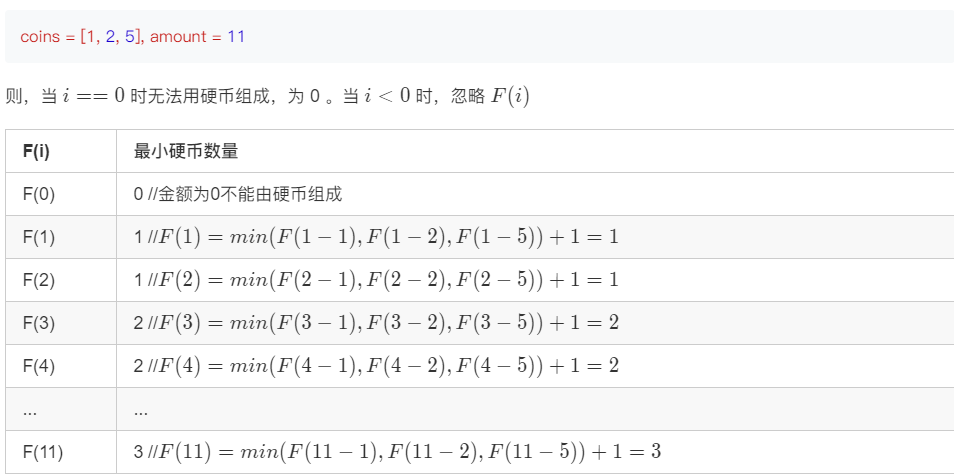 coins = [1, 2, 5], amount = 11
则，当 i == 0 时无法用硬币组成，为 0 。当 i < 0 时，忽略 F(i)
F(i) 最小硬币数量
F(0) 0 //金额为0不能由硬币组成
F(1) 1 //F(1) = min(F(1 − 1), F(1 − 2), F(1 − 5)) + 1 = 1
F(2) 1 //F(2) = min(F(2 − 1), F(2 − 2), F(2 − 5)) + 1 = 1
F(3) 2 //F(3) = min(F(3 − 1), F(3 − 2), F(3 − 5)) + 1 = 2
F(4) 2 //F(4) = min(F(4 − 1), F(4 − 2), F(4 − 5)) + 1 = 2
... ...
F(11) 3 //F(11) = min(F(11 − 1), F(11 − 2), F(11 − 5)) + 1 = 3